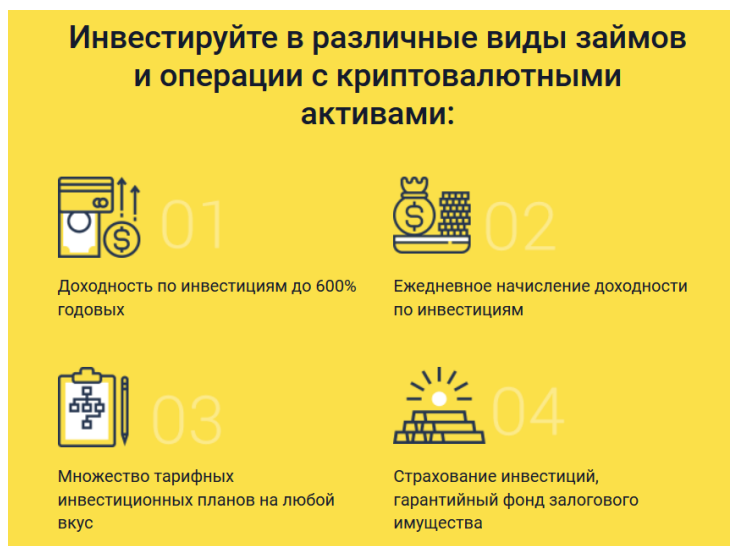 Инвестируйте в различные виды займов
и операции с криптовалютными
активами:
01
02
Доходность по инвестициям до 600%
годовых
Ежедневное начисление доходности
по инвестициям
03
04
Множество тарифных
инвестиционных планов на любой
вкус
Страхование инвестиций,
гарантийный фонд залогового
имущества